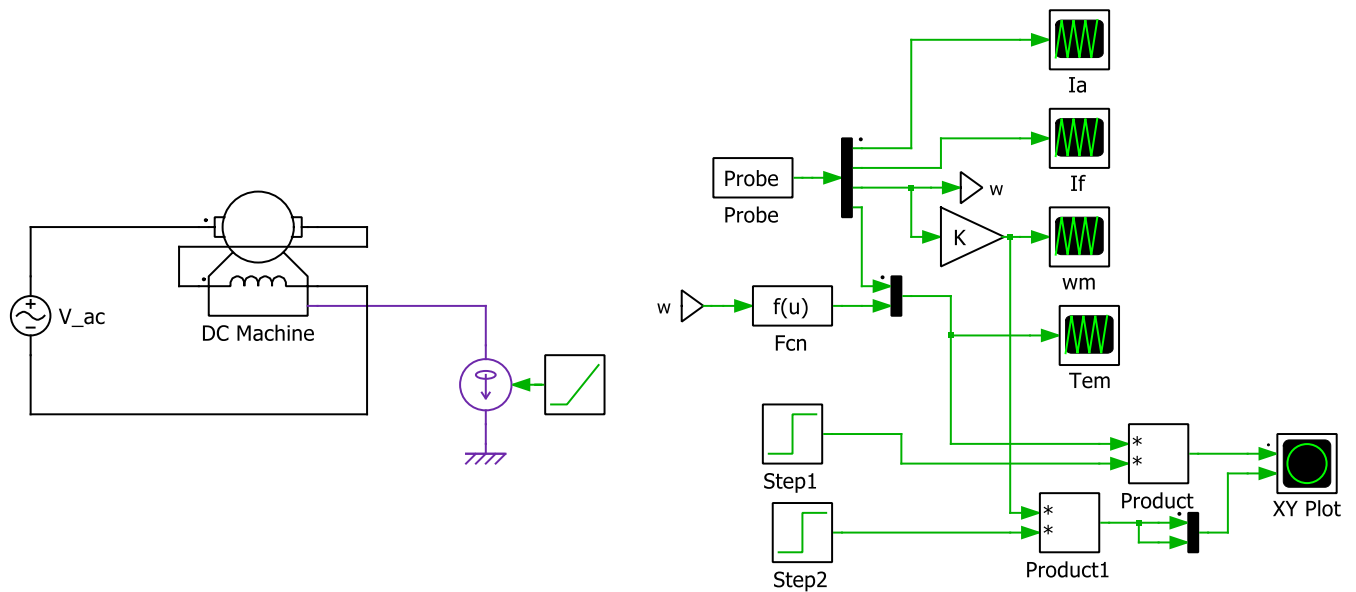 Ia
If
Probe
Probe
w
K
wm
V_ac
DC Machine
w
f(u)
Fcn
Tem
Step1
*
*
Product
XY Plot
Step2
*
*
Product1